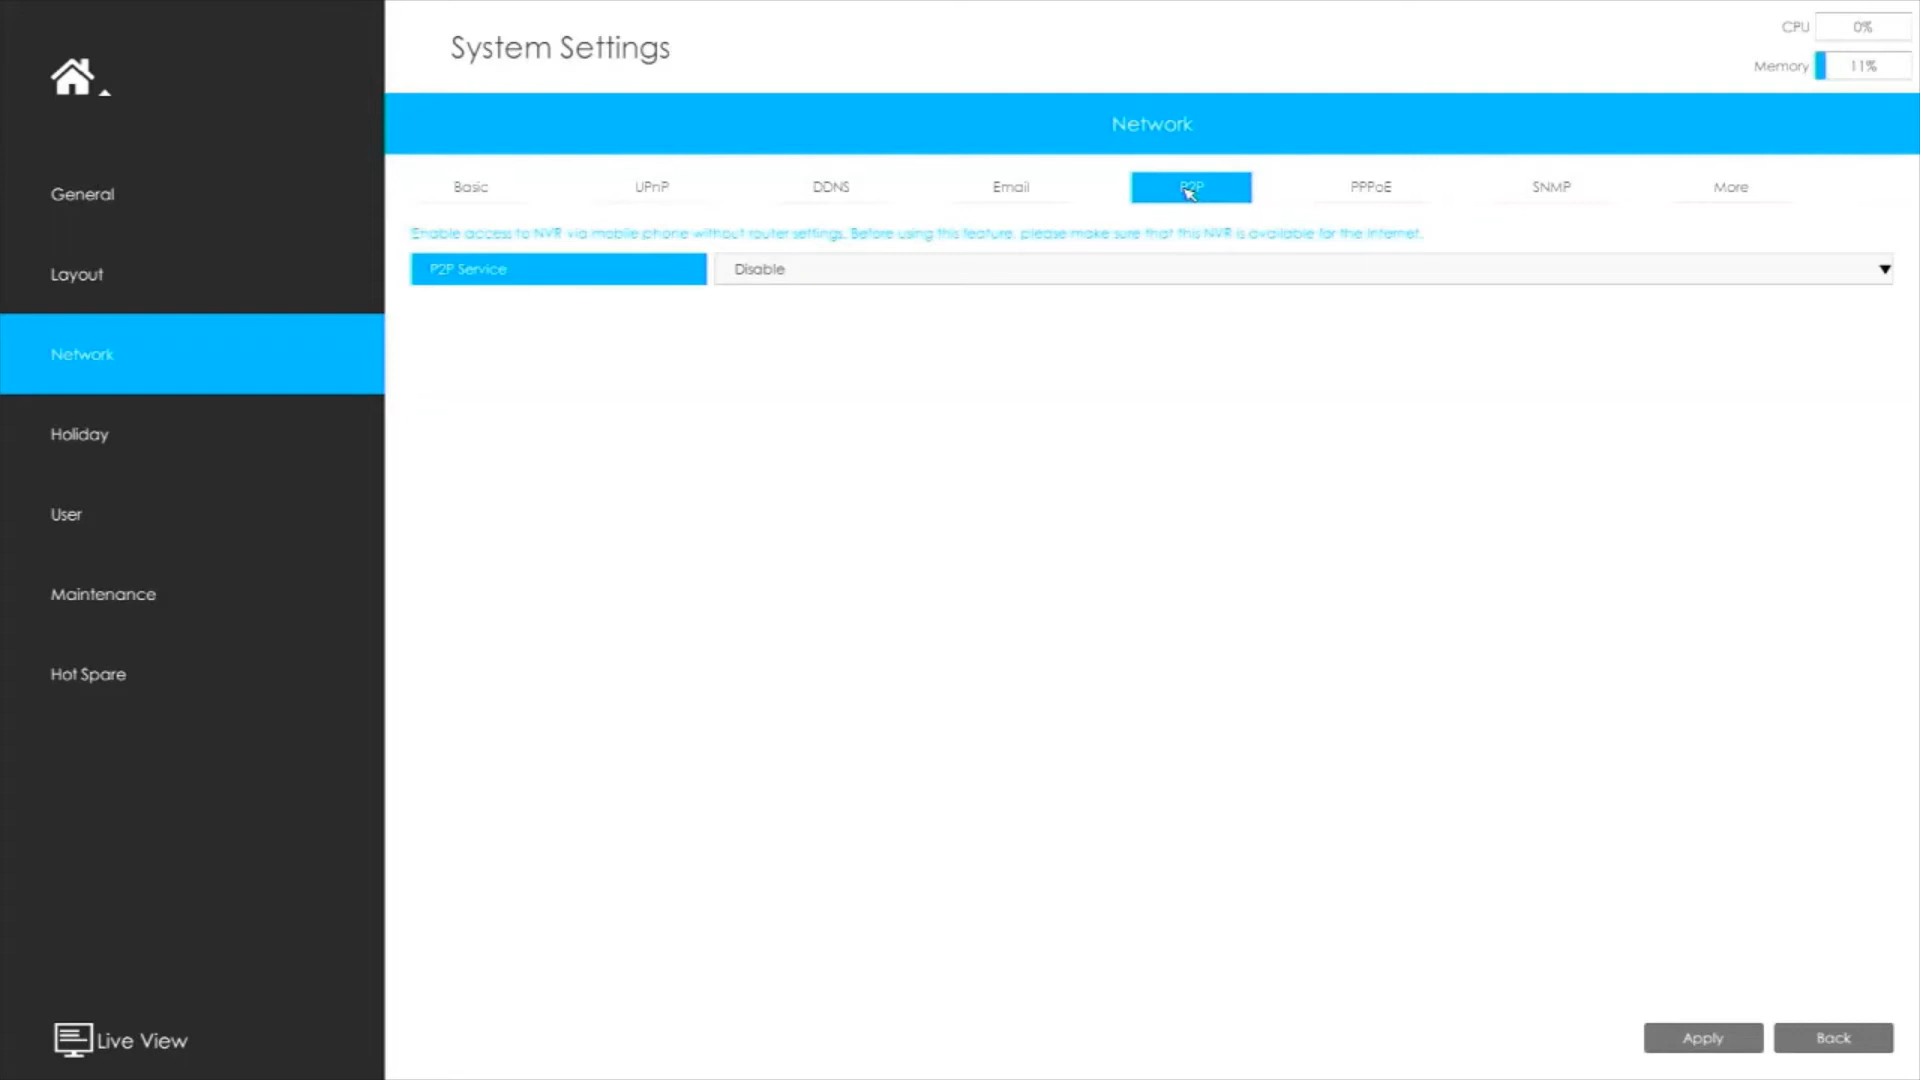 System Settings
CPU 0%
Memory 11%
Network
General
Layout
Network
Holiday
User
Maintenance
Hot Spare
Live View
Basic UPnP DDNS Email P2P PPPoE SNMP More
Enable access to NVR via mobile phone without router settings. Before using this feature, please make sure that this NVR is available for the Internet.
P2P Service Disable
Apply Back